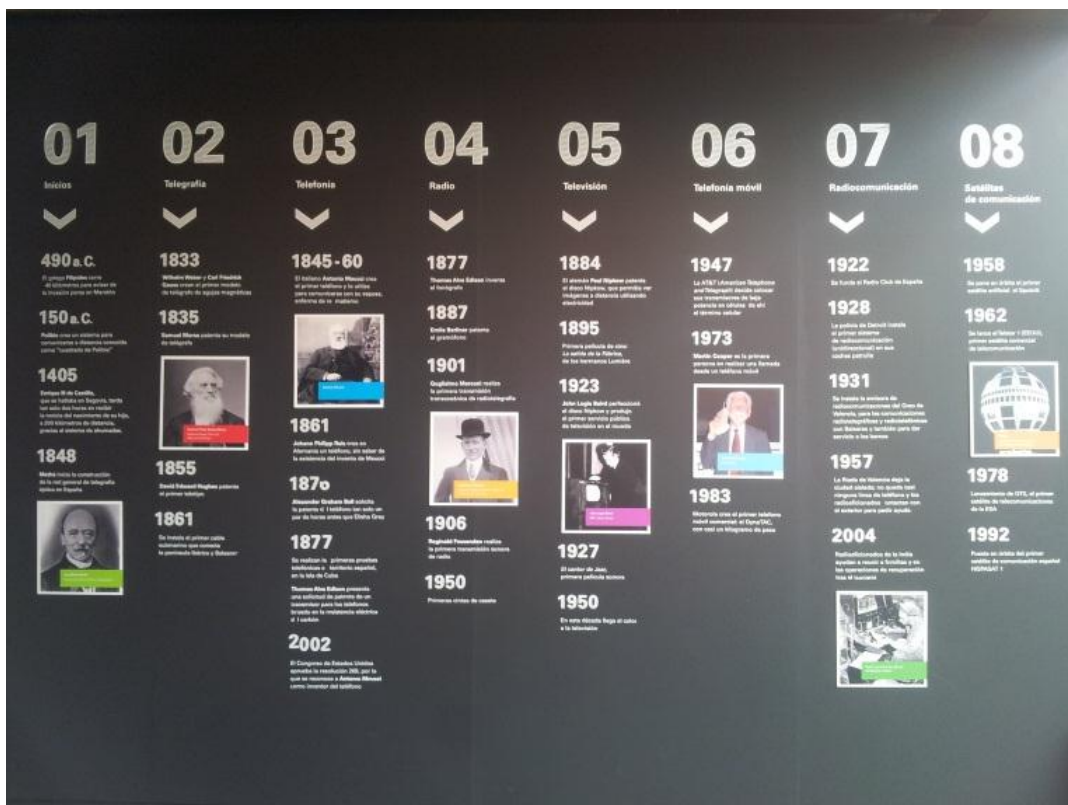 01
Inicios
490 a. C.
El griego Filípides corre
40 kilómetros para avisar de
la invasión persa en Maratón
150 a. C.
Polibio crea un sistema para
comunicarse a distancia conocido
como "cuadrado de Polibio"
1405
Enrique III de Castilla,
que se hallaba en Segovia, tarda
tan solo dos horas en recibir
la noticia del nacimiento de su hijo,
a 200 kilómetros de distancia,
gracias al sistema de ahumadas.
1848
Mathé inicia la construcción
de la red general de telegrafía
óptica en España
02
Telegrafía
1833
Wilhelm Weber y Carl Friedrich
Gauss crean el primer modelo
de telégrafo de agujas magnéticas
1835
Samuel Morse patenta su modelo
de telégrafo
1855
David Edward Hughes patenta
el primer teletipo
1861
Se instala el primer cable
submarino que conecta
la península Ibérica y Baleares
03
Telefonía
1845-60
El italiano Antonio Meucci crea
el primer teléfono y lo utiliza
para comunicarse con su mujer,
enferma de re matismo
1861
Johann Philipp Reis crea en
Alemania un teléfono, sin saber de
la existencia del invento de Meucci
1870
Alexander Graham Bell solicita
la patente d l teléfono tan solo un
par de horas antes que Elisha Gray
1877
Se realizan la primeras pruebas
telefónicas e territorio español,
en la isla de Cuba
Thomas Alva Edison presenta
una solicitud de patente de un
transmisor para los teléfonos
basado en la resistencia eléctrica
d l carbón
2002
El Congreso de Estados Unidos
aprueba la resolución 269, por la
que se reconoce a Antonio Meucci
como inventor del teléfono
04
Radio
1877
Thomas Alva Edison inventa
el fonógrafo
1887
Emile Berliner patenta
el gramófono
1901
Guglielmo Marconi realiza
la primera transmisión
transoceánica de radiotelegrafía
1906
Reginald Fessenden realiza
la primera transmisión sonora
de radio
1950
Primeras cintas de casete
05
Televisión
1884
El alemán Paul Nipkow patenta
el disco Nipkow, que permitía ver
imágenes a distancia utilizando
electricidad
1895
Primera película de cine:
La salida de la fábrica,
de los hermanos Lumière
1923
John Logie Baird perfeccionó
el disco Nipkow y produjo
el primer servicio público
de televisión en el mundo
1927
El cantor de Jazz,
primera película sonora
1950
En esta década llega el color
a la televisión
06
Telefonía móvil
1947
La AT&T (American Telephone
and Telegraph) decide colocar
sus transmisores de baja
potencia en células de ahí
el término celular
1973
Martin Cooper es la primera
persona en realizar una llamada
desde un teléfono móvil
1983
Motorola crea el primer teléfono
móvil comercial: el DynaTAC,
con casi un kilogramo de peso
07
Radiocomunicación
1922
Se funda el Radio Club de España
1928
La policía de Detroit instala
el primer sistema
de radiocomunicación
(unidireccional) en sus
coches patrulla
1931
Se instala la emisora de
radiocomunicaciones del Grao de
Valencia, para las comunicaciones
radiotelegráficas y radiotelefónicas
con Baleares y también para dar
servicio a los barcos
1957
La Riada de Valencia deja la
ciudad aislada, no queda casi
ninguna línea de teléfono y los
radioaficionados conectan con
el exterior para pedir ayuda.
2004
Radioaficionados de la India
ayudan a reunir a familias y en
las operaciones de recuperación
tras el tsunami
08
Satélites
de comunicación
1958
Se pone en órbita el primer
satélite artificial el Sputnik
1962
Se lanza el Telstar 1 (EEUU),
primer satélite comercial
de telecomunicaciones
1978
Lanzamiento de OTS, el primer
satélite de telecomunicaciones
de la ESA
1992
Puesta en órbita del primer
satélite de comunicación español
HISPASAT 1